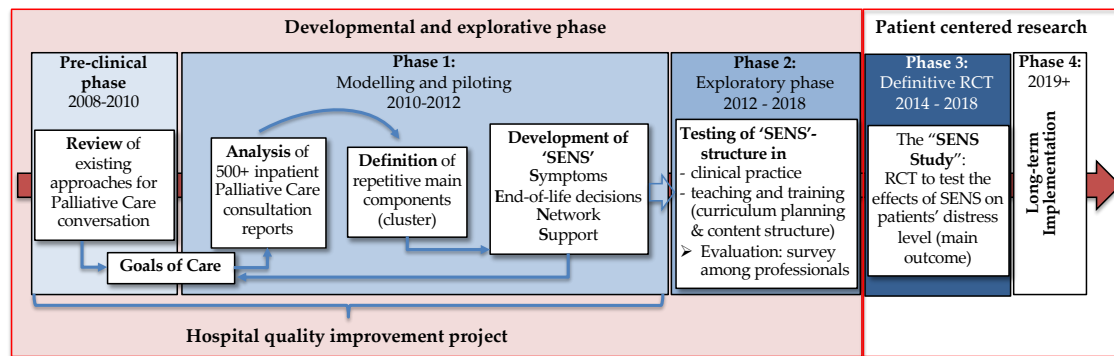 Developmental and explorative phase
Patient centered research
Pre-clinical
phase
2008-2010
Review of
existing
approaches for
Palliative Care
conversation
Goals of Care
Phase 1:
Modelling and piloting
2010-2012
Analysis of
500+ inpatient
Palliative Care
consultation
reports
Definition of
repetitive main
components
(cluster)
Development of
‘SENS’
Symptoms
End-of-life decisions
Network
Support
Phase 2:
Exploratory phase
2012 - 2018
Testing of ‘SENS’-
structure in
- clinical practice
- teaching and training
(curriculum planning
& content structure)
➢ Evaluation: survey
among professionals
Phase 3:
Definitive RCT
2014 - 2018
The “SENS
Study”:
RCT to test the
effects of SENS on
patients’ distress
level (main
outcome)
Phase 4:
2019+
Long-term
Implementation
Hospital quality improvement project